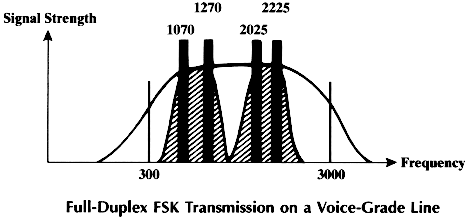 Signal Strength
1270
2225
1070
2025
Frequency
300
3000
Full-Duplex FSK Transmission on a Voice-Grade Line